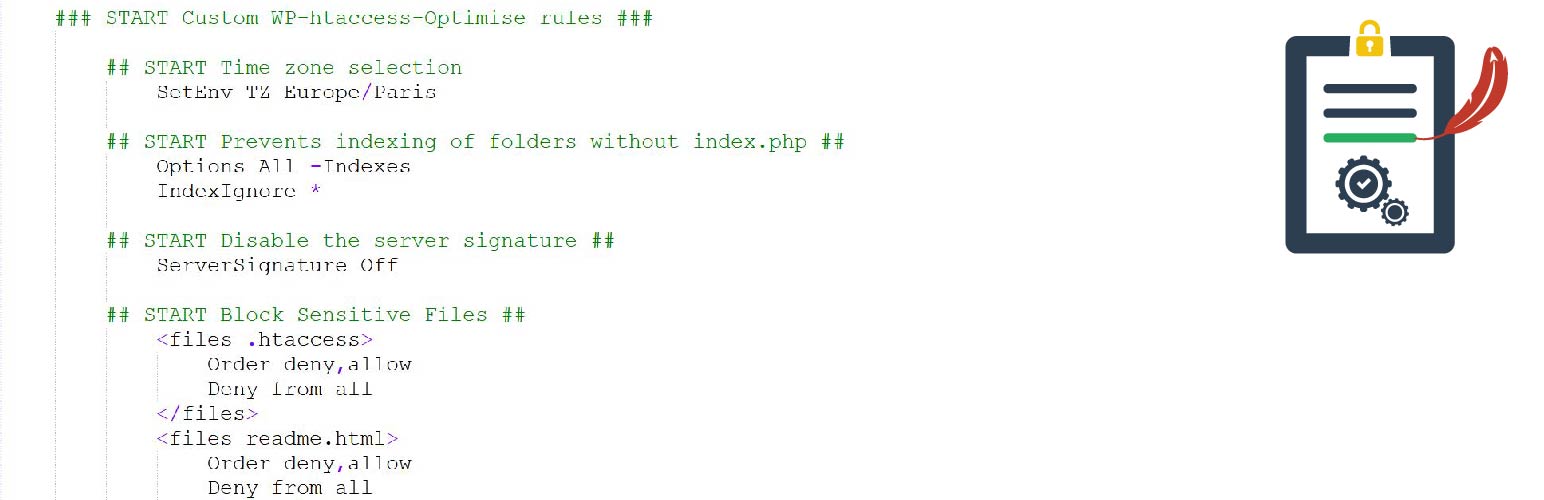 ### START Custom WP-htaccess-Optimise rules ###
## START Time zone selection
SetEnv TZ Europe/Paris
## START Prevents indexing of folders without index.php ##
Options All -Indexes
IndexIgnore *
## START Disable the server signature ##
ServerSignature Off
## START Block Sensitive Files ##
<files .htaccess>
Order deny,allow
Deny from all
</files>
<files readme.html>
Order deny,allow
Deny from all